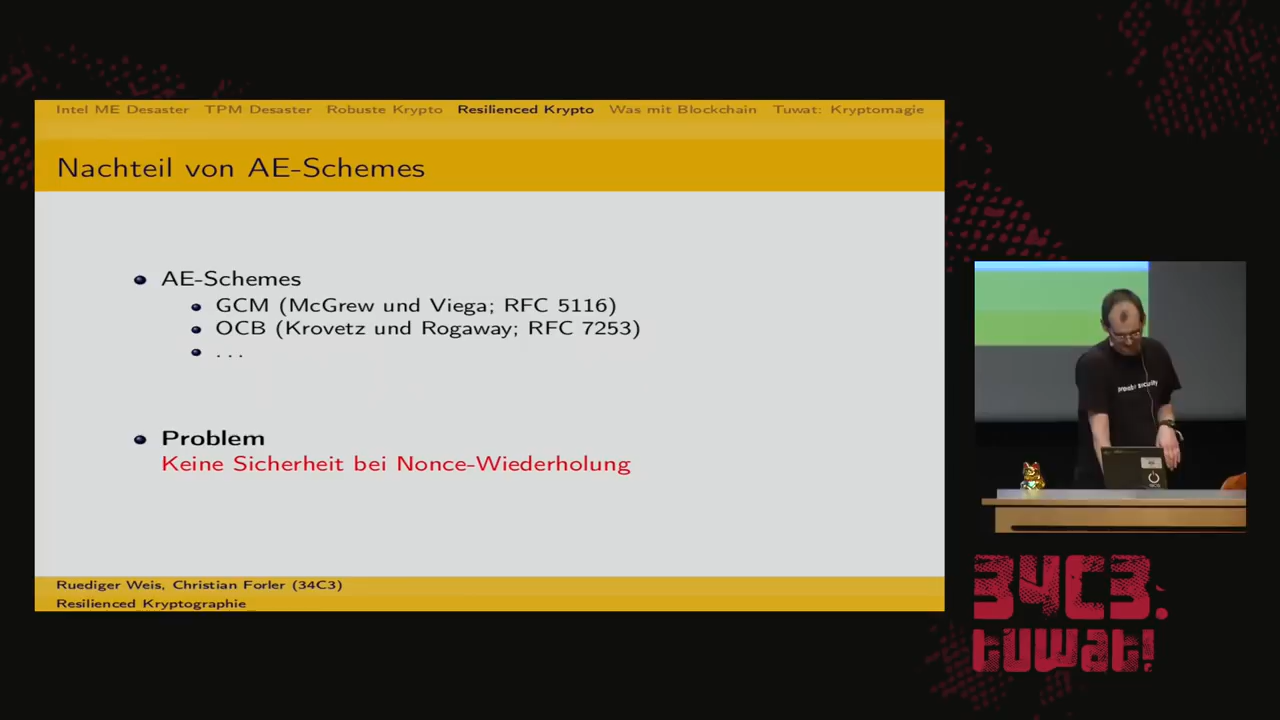 Intel ME Desaster TPM Desaster Robuste Krypto Resilienced Krypto Was mit Blockchain Tuwat: Kryptomagie
Nachteil von AE-Schemes
AE-Schemes
GCM (McGrew und Viega; RFC 5116)
OCB (Krovetz und Rogaway; RFC 7253)
...
Problem
Keine Sicherheit bei Nonce-Wiederholung
Ruediger Weis, Christian Forler (34C3)
Resilienced Kryptographie
security
34C3.
tuwat!